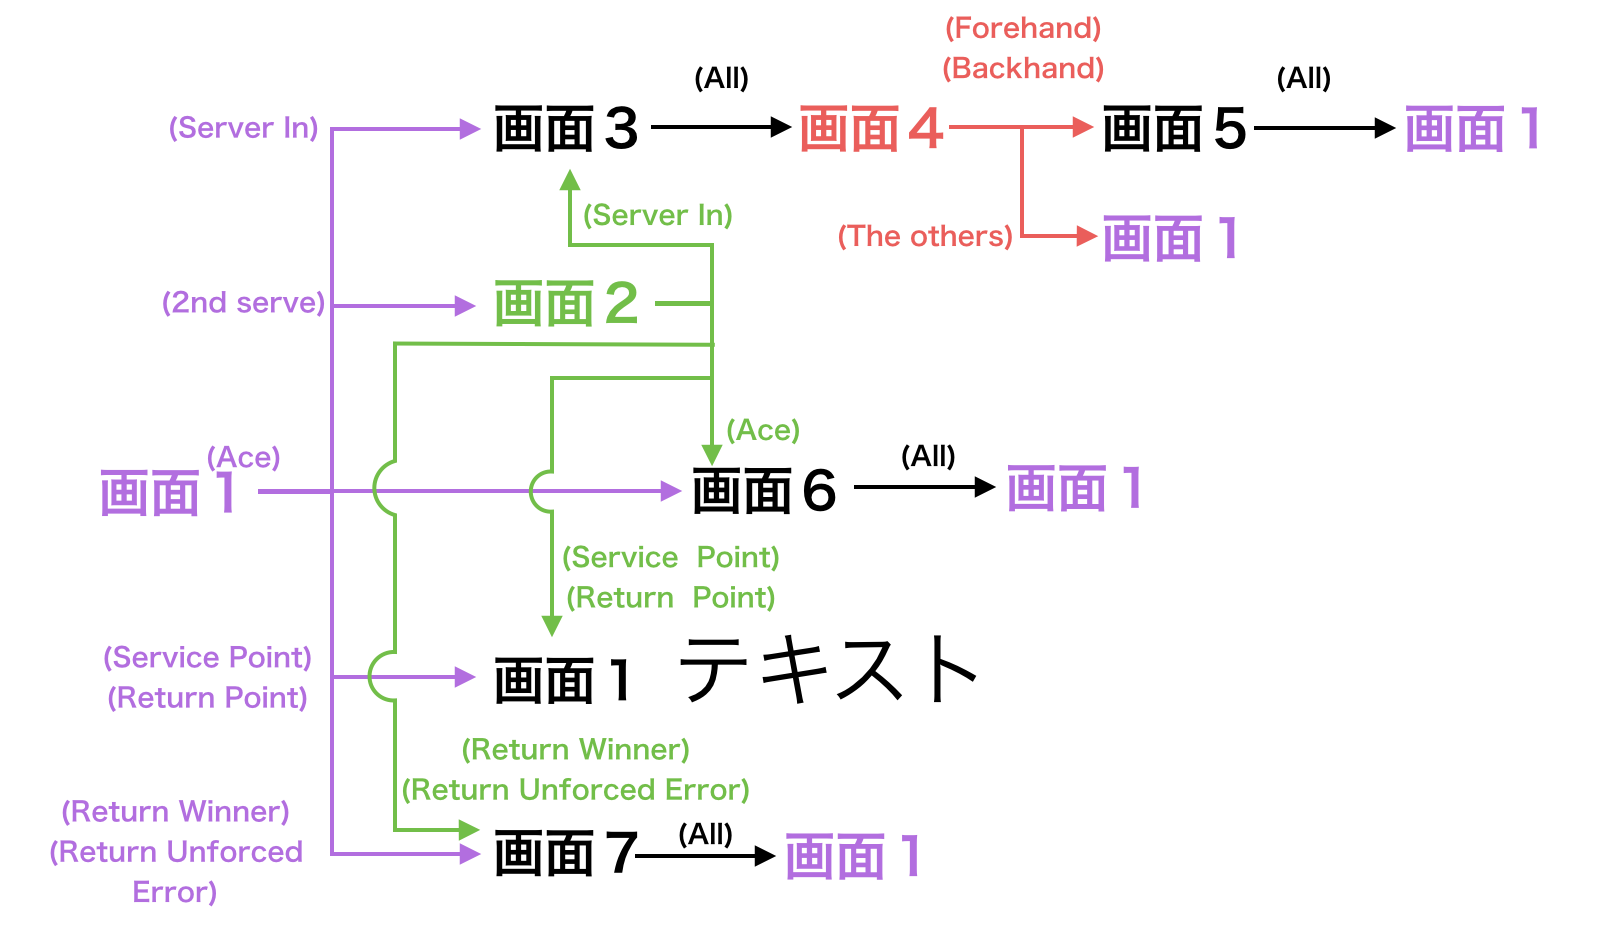 (Forehand)
(Backhand)
(All)
(All)
(Server In)
画面3
画面4
画面5
画面1
(Server In)
(The others)
画面1
(2nd serve)
画面2
(Ace)
(Ace)
(All)
画面1
画面6
画面1
(Service Point)
(Return Point)
(Service Point)
(Return Point)
画面1
テキスト
(Return Winner)
(Return Unforced Error)
(Return Winner)
(Return Unforced
Error)
画面7
(All)
画面1